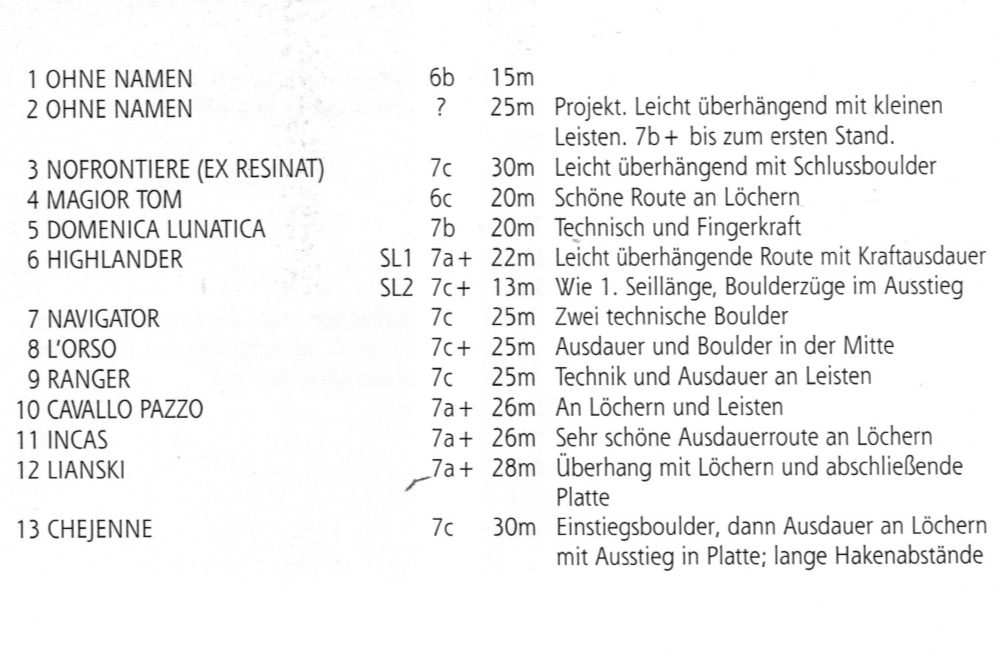 1 OHNE NAMEN 6b 15m
2 OHNE NAMEN ? 25m Projekt. Leicht überhängend mit kleinen
Leisten. 7b+ bis zum ersten Stand.
3 NOFRONTIERE (EX RESINAT) 7c 30m Leicht überhängend mit Schlussboulder
4 MAGIOR TOM 6c 20m Schöne Route an Löchern
5 DOMENICA LUNATICA 7b 20m Technisch und Fingerkraft
6 HIGHLANDER SL1 7a+ 22m Leicht überhängende Route mit Kraftausdauer
SL2 7c+ 13m Wie 1. Seillänge, Boulderzüge im Ausstieg
7 NAVIGATOR 7c 25m Zwei technische Boulder
8 L'ORSO 7c+ 25m Ausdauer und Boulder in der Mitte
9 RANGER 7c 25m Technik und Ausdauer an Leisten
10 CAVALLO PAZZO 7a+ 26m An Löchern und Leisten
11 INCAS 7a+ 26m Sehr schöne Ausdauerroute an Löchern
12 LIANSKI 7a+ 28m Überhang mit Löchern und abschließende
Platte
13 CHEJENNE 7c 30m Einstiegsboulder, dann Ausdauer an Löchern
mit Ausstieg in Platte; lange Hakenabstände